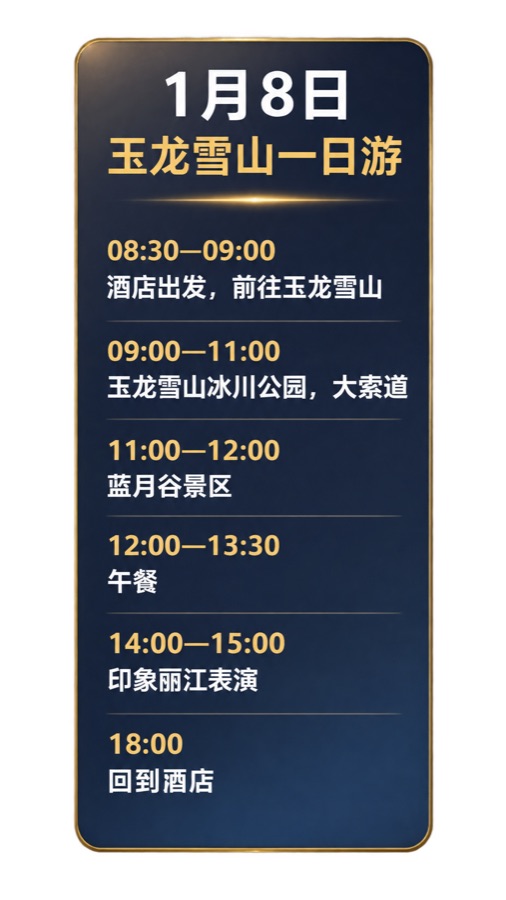 1月8日
玉龙雪山一日游
08:30—09:00
酒店出发，前往玉龙雪山
09:00—11:00
玉龙雪山冰川公园，大索道
11:00—12:00
蓝月谷景区
12:00—13:30
午餐
14:00—15:00
印象丽江表演
18:00
回到酒店